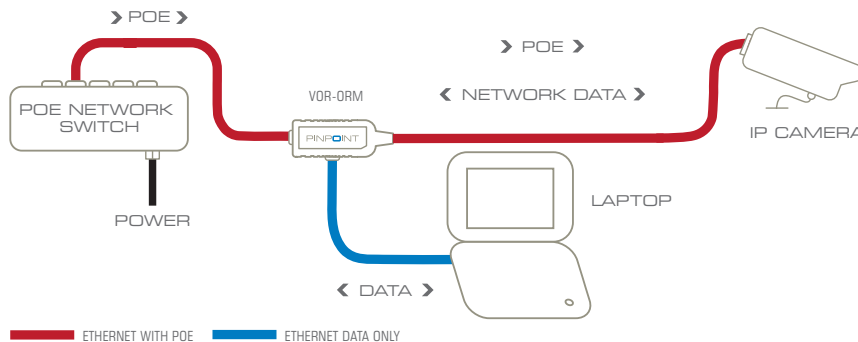 > POE >
> POE >
VOR-ORM
< NETWORK DATA >
POE NETWORK
SWITCH
PINPOINT
IP CAMERA
LAPTOP
POWER
< DATA >
ETHERNET WITH POE
ETHERNET DATA ONLY